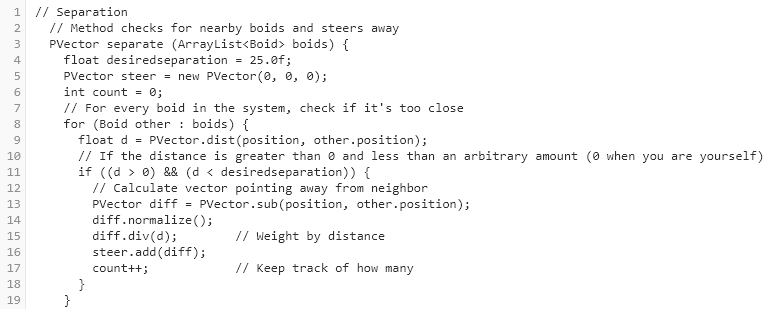 1 // Separation
2   // Method checks for nearby boids and steers away
3   PVector separate (ArrayList<Boid> boids) {
4     float desiredseparation = 25.0f;
5     PVector steer = new PVector(0, 0, 0);
6     int count = 0;
7     // For every boid in the system, check if it's too close
8     for (Boid other : boids) {
9       float d = PVector.dist(position, other.position);
10       // If the distance is greater than 0 and less than an arbitrary amount (0 when you are yourself)
11       if ((d > 0) && (d < desiredseparation)) {
12         // Calculate vector pointing away from neighbor
13         PVector diff = PVector.sub(position, other.position);
14         diff.normalize();
15         diff.div(d);        // Weight by distance
16         steer.add(diff);
17         count++;            // Keep track of how many
18       }
19     }